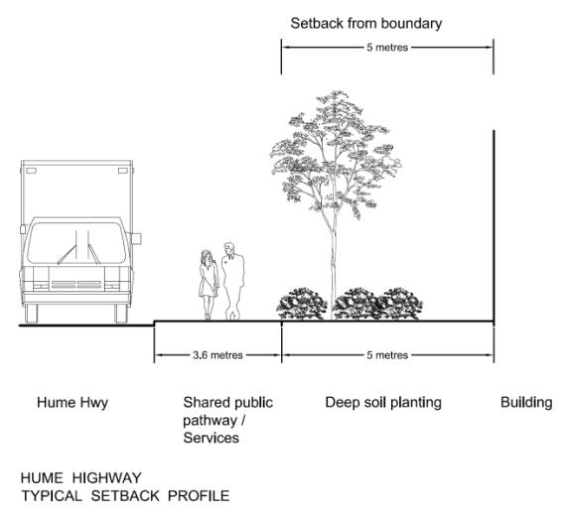 Setback from boundary
5 metres
3.6 metres
5 metres
Hume Hwy
Shared public
pathway /
Services
Deep soil planting
Building
HUME HIGHWAY
TYPICAL SETBACK PROFILE